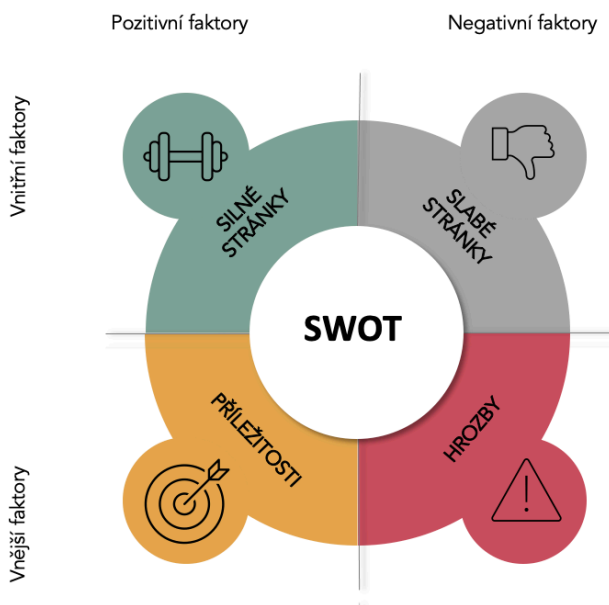 Pozitivní faktory
Negativní faktory
Vnitřní faktory
SILNÉ
STRÁNKY
SLABÉ
STRÁNKY
SWOT
PŘÍLEŽITOSTI
HROZBY
Vnější faktory